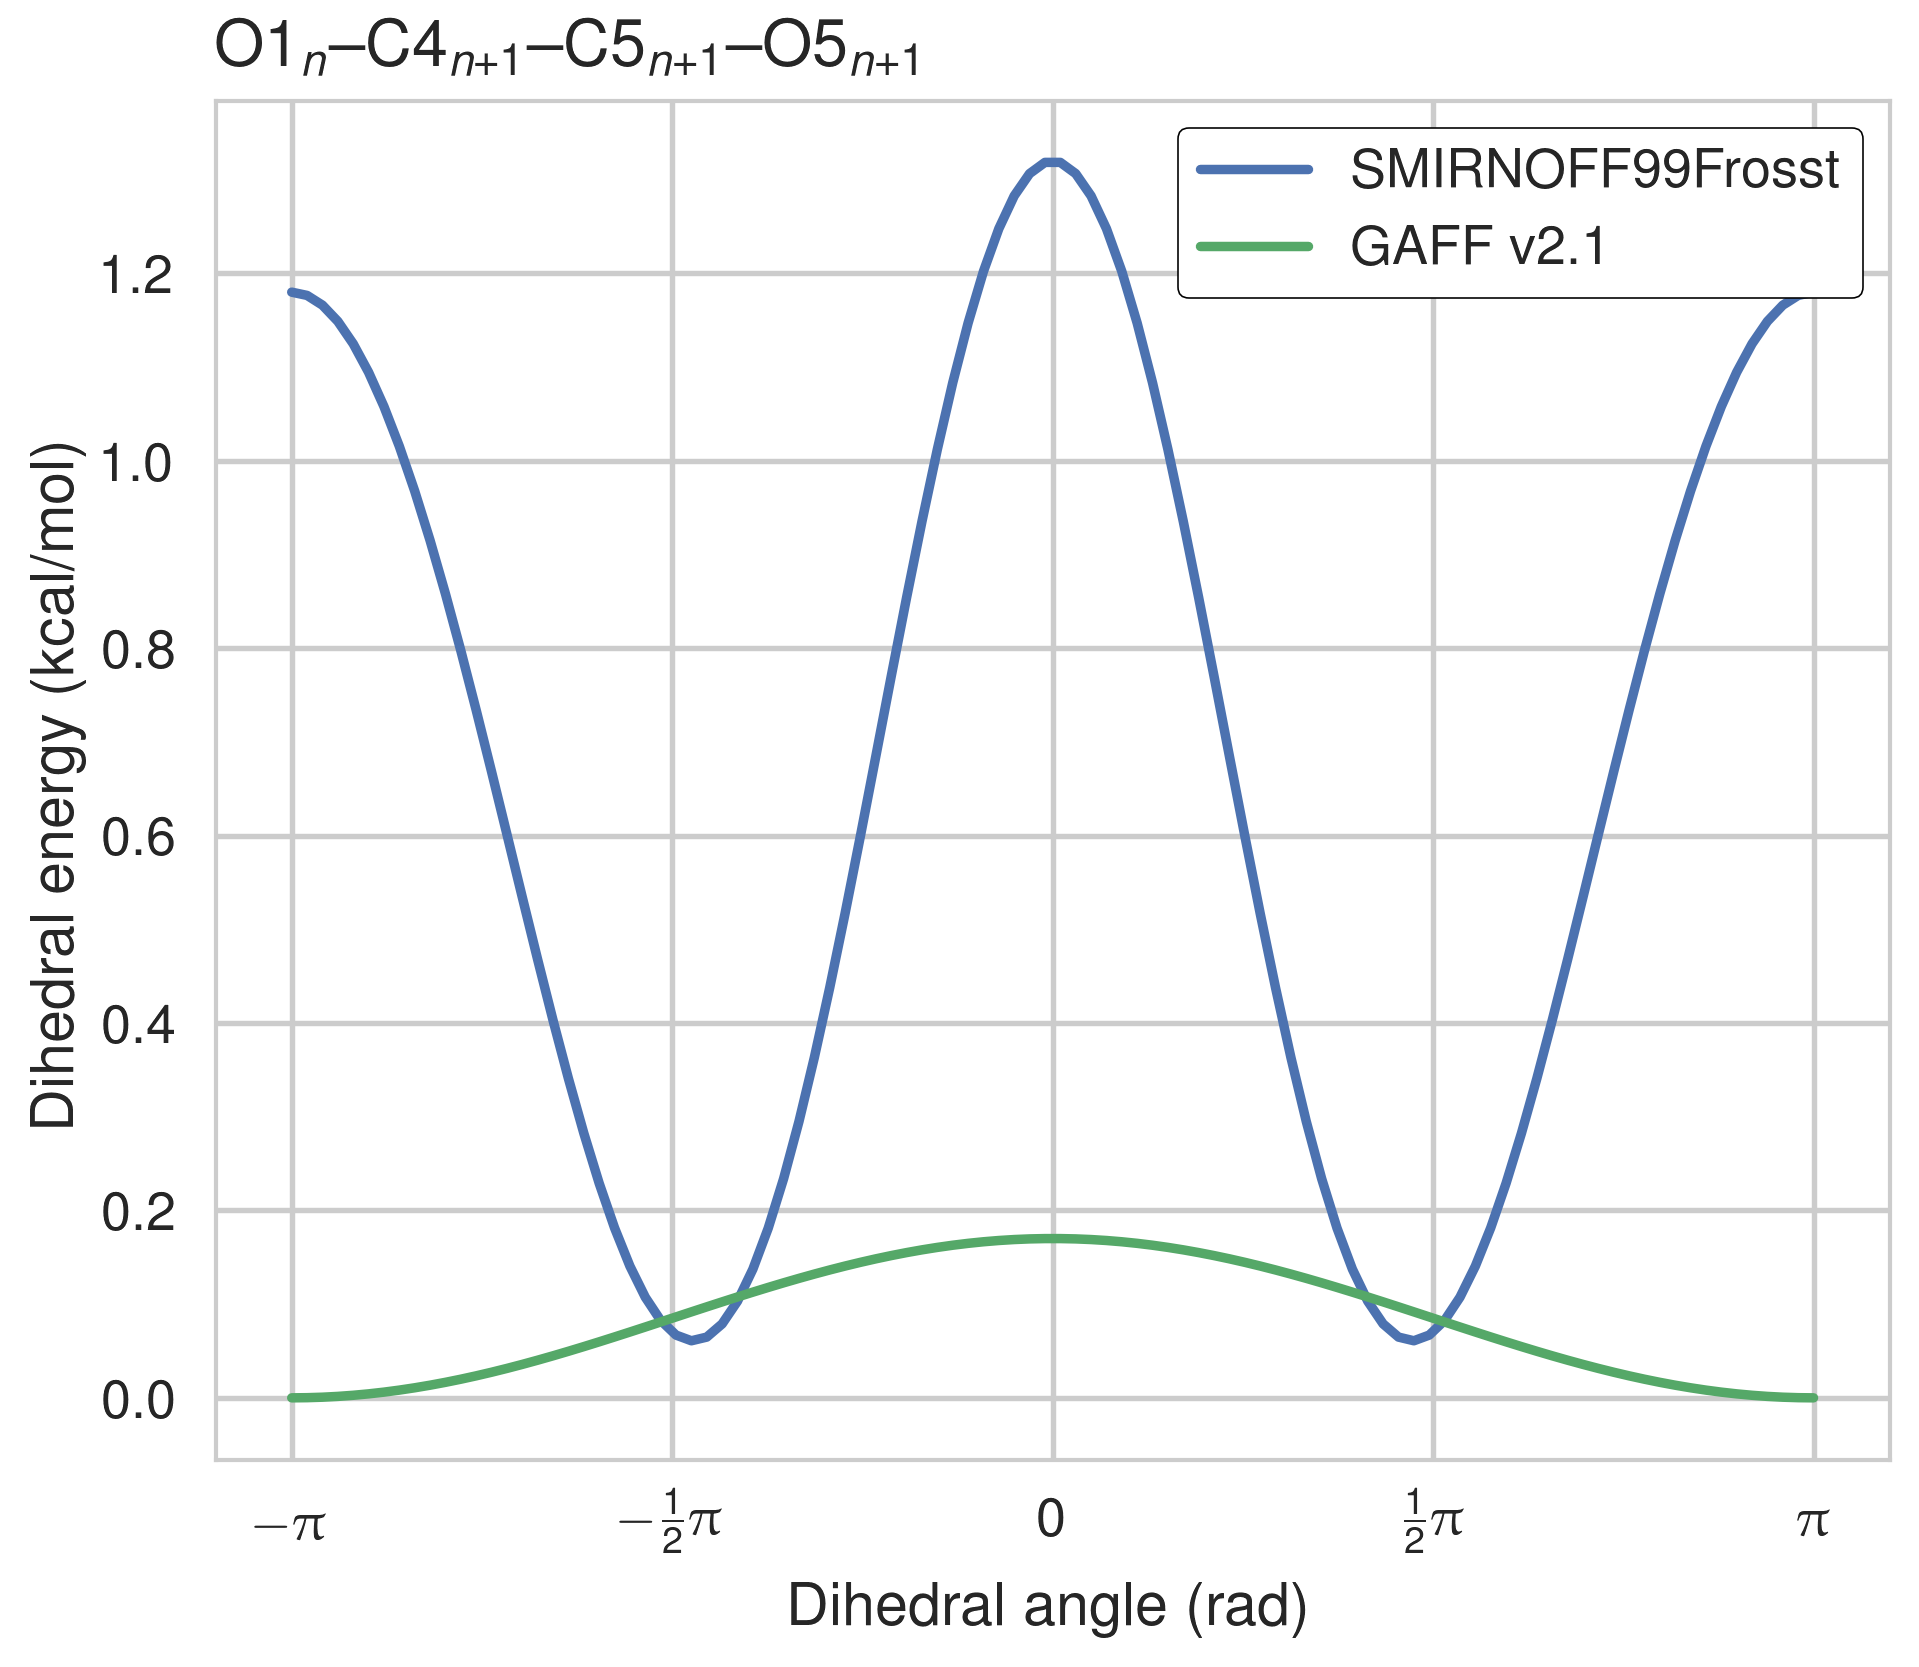 O1n–C4n+1–C5n+1–O5n+1
SMIRNOFF99Frosst
GAFF v2.1
Dihedral energy (kcal/mol)
1.2
1.0
0.8
0.6
0.4
0.2
0.0
−π
−1/2π
0
1/2π
π
Dihedral angle (rad)